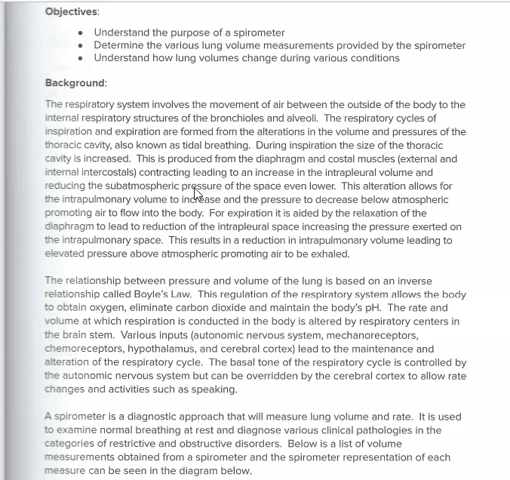 Objectives:
• Understand the purpose of a spirometer
• Determine the various lung volume measurements provided by the spirometer
• Understand how lung volumes change during various conditions
Background:
The respiratory system involves the movement of air between the outside of the body to the
internal respiratory structures of the bronchioles and alveoli. The respiratory cycles of
inspiration and expiration are formed from the alterations in the volume and pressures of the
thoracic cavity, also known as tidal breathing. During inspiration the size of the thoracic
cavity is increased. This is produced from the diaphragm and costal muscles (external and
internal intercostals) contracting leading to an increase in the intrapleural volume and
reducing the subatmospheric pressure of the space even lower. This alteration allows for
the intrapulmonary volume to increase and the pressure to decrease below atmospheric
promoting air to flow into the body. For expiration it is aided by the relaxation of the
diaphragm to lead to reduction of the intrapleural space increasing the pressure exerted on
the intrapulmonary space. This results in a reduction in intrapulmonary volume leading to
elevated pressure above atmospheric promoting air to be exhaled.
The relationship between pressure and volume of the lung is based on an inverse
relationship called Boyle's Law. This regulation of the respiratory system allows the body
to obtain oxygen, eliminate carbon dioxide and maintain the body's pH. The rate and
volume at which respiration is conducted in the body is altered by respiratory centers in
the brain stem. Various inputs (autonomic nervous system, mechanoreceptors,
chemoreceptors, hypothalamus, and cerebral cortex) lead to the maintenance and
alteration of the respiratory cycle. The basal tone of the respiratory cycle is controlled by
the autonomic nervous system but can be overridden by the cerebral cortex to allow rate
changes and activities such as speaking.
A spirometer is a diagnostic approach that will measure lung volume and rate. It is used
to examine normal breathing at rest and diagnose various clinical pathologies in the
categories of restrictive and obstructive disorders. Below is a list of volume
measurements obtained from a spirometer and the spirometer representation of each
measure can be seen in the diagram below.